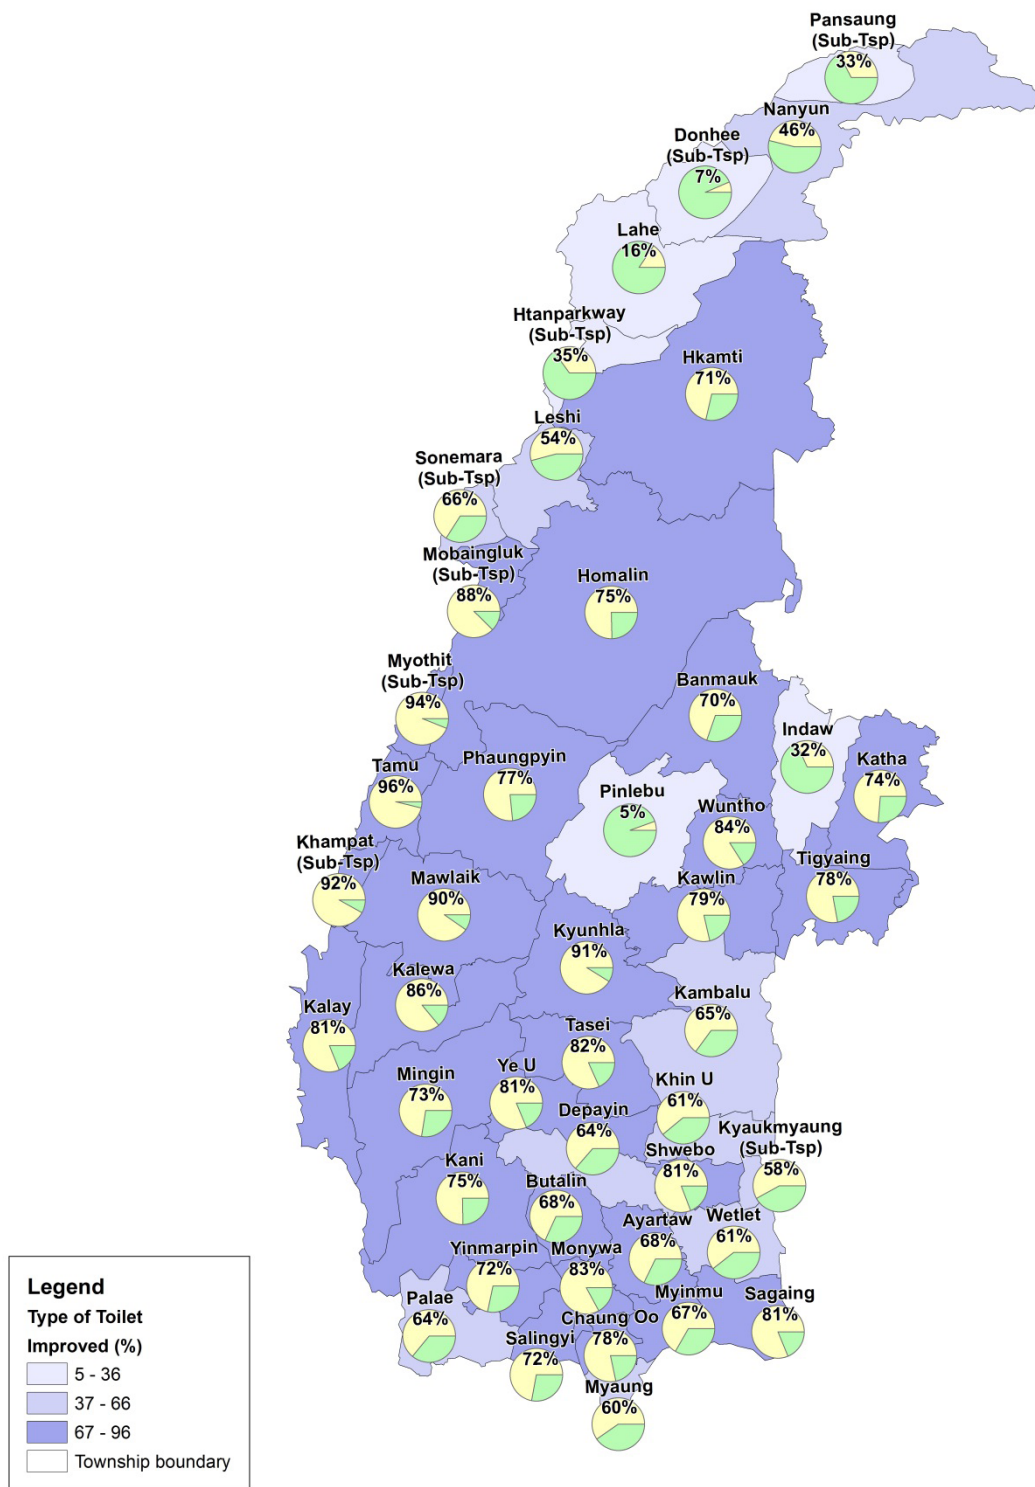 Pansaung
(Sub-Tsp)
33%
Nanyun
46%
Donhee
(Sub-Tsp)
7%
Lahe
16%
Htanparkway
(Sub-Tsp)
35%
Hkamti
71%
Leshi
54%
Sonemara
(Sub-Tsp)
66%
Mobaingluk
(Sub-Tsp)
88%
Homalin
75%
Myothit
(Sub-Tsp)
94%
Banmauk
70%
Indaw
32%
Katha
74%
Tamu
96%
Phaungpyin
77%
Pinlebu
5%
Wuntho
84%
Khampat
(Sub-Tsp)
92%
Mawlaik
90%
Kawlin
79%
Tigyaing
78%
Kyunhla
91%
Kalewa
86%
Kalay
81%
Kambalu
65%
Tasei
82%
Mingin
73%
Ye U
81%
Khin U
61%
Depayin
64%
Kyaukmyaung
(Sub-Tsp)
58%
Shwebo
81%
Kani
75%
Butalin
68%
Ayartaw
68%
Wetlet
61%
Yinmarpin
72%
Monywa
83%
Myinmu
67%
Sagaing
81%
Palae
64%
Chaung Oo
78%
Salingyi
72%
Myaung
60%
Legend
Type of Toilet
Improved (%)
5 - 36
37 - 66
67 - 96
Township boundary